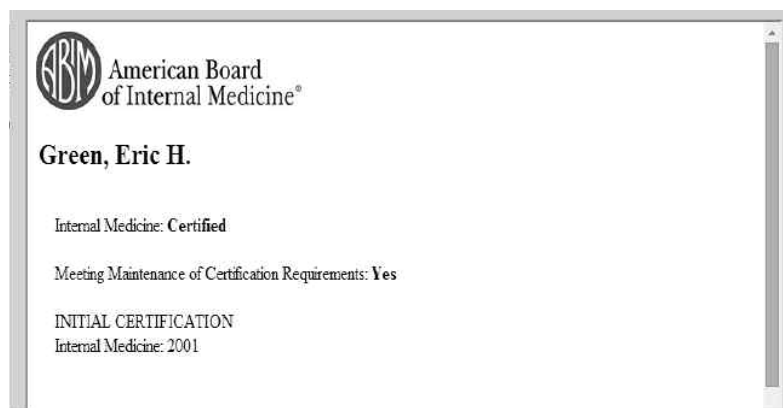 ABIM
American Board
of Internal Medicine®
Green, Eric H.
Internal Medicine: Certified
Meeting Maintenance of Certification Requirements: Yes
INITIAL CERTIFICATION
Internal Medicine: 2001